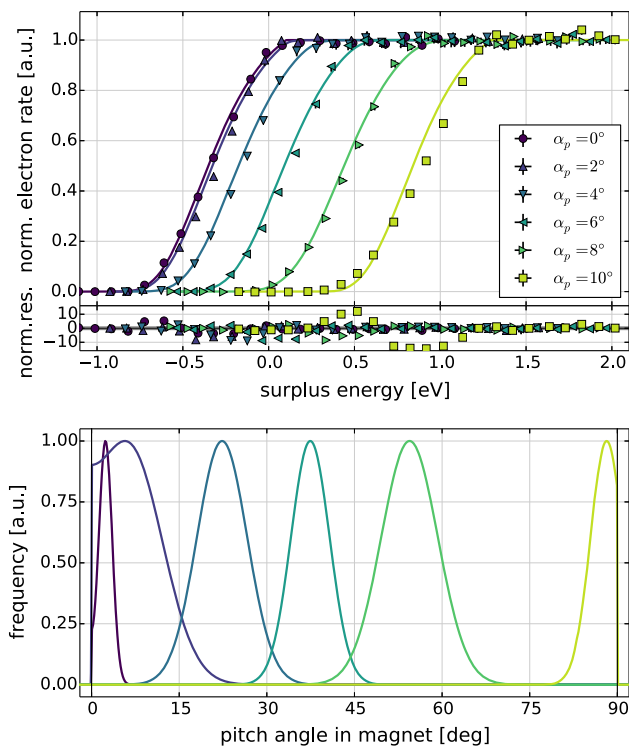 norm. electron rate [a.u.]
1.0
0.8
0.6
0.4
0.2
0.0
α_p = 0°
α_p = 2°
α_p = 4°
α_p = 6°
α_p = 8°
α_p = 10°
norm.res.
10
0
−10
−1.0 −0.5 0.0 0.5 1.0 1.5 2.0
surplus energy [eV]
frequency [a.u.]
1.00
0.75
0.50
0.25
0.00
0 15 30 45 60 75 90
pitch angle in magnet [deg]